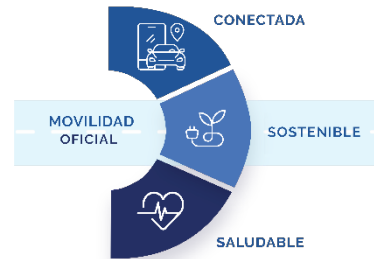 CONECTADA
MOVILIDAD
OFICIAL
SOSTENIBLE
SALUDABLE